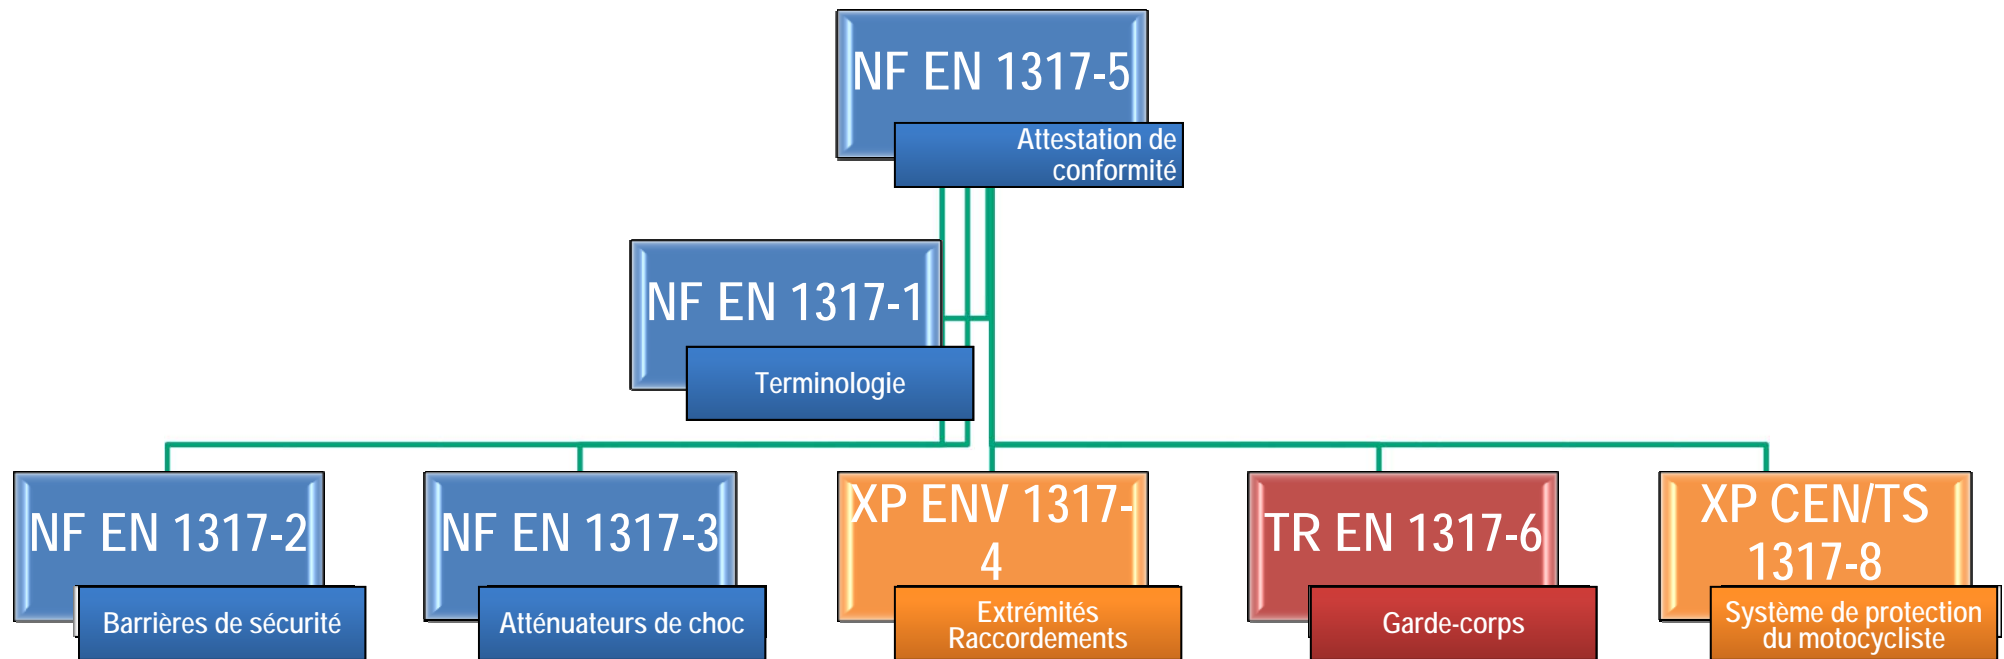 NF EN 1317-5
Attestation de
conformité
NF EN 1317-1
Terminologie
NF EN 1317-2
Barrières de sécurité
NF EN 1317-3
Atténuateurs de choc
XP ENV 1317-
4
Extrémités
Raccordements
TR EN 1317-6
Garde-corps
XP CEN/TS
1317-8
Système de protection
du motocycliste